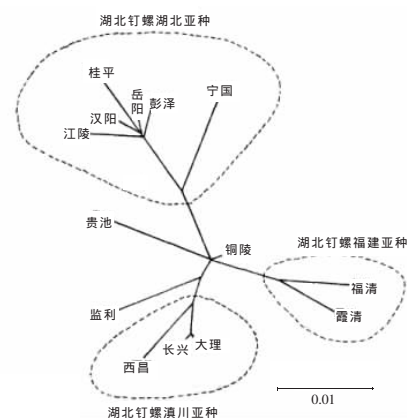 湖北钉螺湖北亚种
桂平
岳
阳
彭泽
宁国
汉阳
江陵
贵池
铜陵
湖北钉螺福建亚种
福清
霞清
监利
长兴
大理
西昌
0.01
湖北钉螺滇川亚种